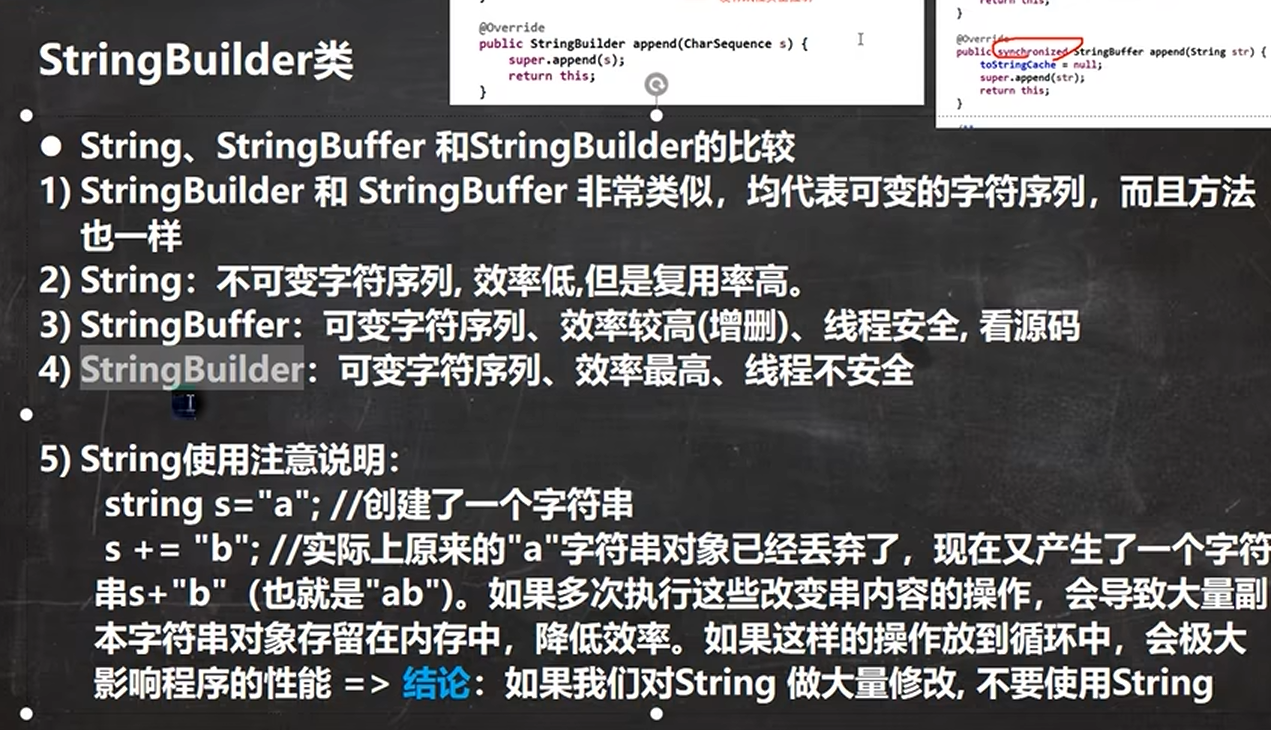 StringBuilder类
@Override
public StringBuilder append(CharSequence s) {
super.append(s);
return this;
}
return this;
}
@Override
public synchronized StringBuffer append(String str) {
toStringCache = null;
super.append(str);
return this;
}
● String、StringBuffer 和StringBuilder的比较
1) StringBuilder 和 StringBuffer 非常类似，均代表可变的字符序列，而且方法
也一样
2) String：不可变字符序列, 效率低,但是复用率高。
3) StringBuffer：可变字符序列、效率较高(增删)、线程安全, 看源码
4) StringBuilder：可变字符序列、效率最高、线程不安全
5) String使用注意说明：
string s="a"; //创建了一个字符串
s += "b"; //实际上原来的"a"字符串对象已经丢弃了，现在又产生了一个字符
串s+"b"（也就是"ab")。如果多次执行这些改变串内容的操作，会导致大量副
本字符串对象存留在内存中，降低效率。如果这样的操作放到循环中，会极大
影响程序的性能 => 结论：如果我们对String 做大量修改, 不要使用String